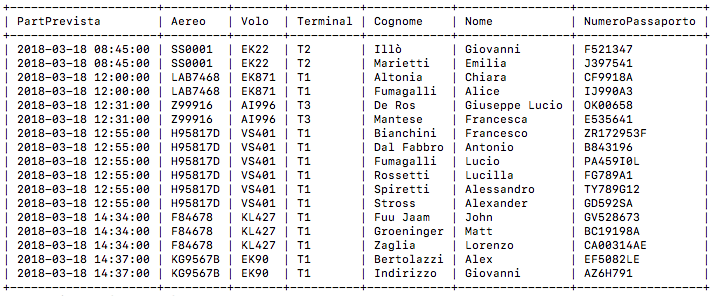 PartPrevista | Aereo | Volo | Terminal | Cognome | Nome | NumeroPassaporto
2018-03-18 08:45:00 | SS0001 | EK22 | T2 | Illò | Giovanni | F521347
2018-03-18 08:45:00 | SS0001 | EK22 | T2 | Marietti | Emilia | J397541
2018-03-18 12:00:00 | LAB7468 | EK871 | T1 | Altonia | Chiara | CF9918A
2018-03-18 12:00:00 | LAB7468 | EK871 | T1 | Fumagalli | Alice | IJ990A3
2018-03-18 12:31:00 | Z99916 | AI996 | T3 | De Ros | Giuseppe Lucio | OK00658
2018-03-18 12:31:00 | Z99916 | AI996 | T3 | Mantese | Francesca | E535641
2018-03-18 12:55:00 | H95817D | VS401 | T1 | Bianchini | Francesco | ZR172953F
2018-03-18 12:55:00 | H95817D | VS401 | T1 | Dal Fabbro | Antonio | B843196
2018-03-18 12:55:00 | H95817D | VS401 | T1 | Fumagalli | Lucio | PA459I0L
2018-03-18 12:55:00 | H95817D | VS401 | T1 | Rossetti | Lucilla | FG789A1
2018-03-18 12:55:00 | H95817D | VS401 | T1 | Spiretti | Alessandro | TY789G12
2018-03-18 12:55:00 | H95817D | VS401 | T1 | Stross | Alexander | GD592SA
2018-03-18 14:34:00 | F84678 | KL427 | T1 | Fuu Jaam | John | GV528673
2018-03-18 14:34:00 | F84678 | KL427 | T1 | Groeninger | Matt | BC19198A
2018-03-18 14:34:00 | F84678 | KL427 | T1 | Zaglia | Lorenzo | CA00314AE
2018-03-18 14:37:00 | KG9567B | EK90 | T1 | Bertolazzi | Alex | EF5082LE
2018-03-18 14:37:00 | KG9567B | EK90 | T1 | Indirizzo | Giovanni | AZ6H791